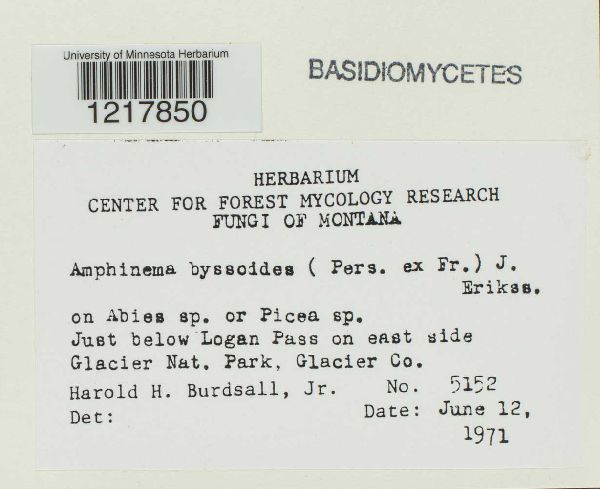 University of Minnesota Herbarium
1217850
BASIDIOMYCETES
HERBARIUM
CENTER FOR FOREST MYCOLOGY RESEARCH
FUNGI OF MONTANA
Amphinema byssoides ( Pers. ex Fr.) J.
Erikss.
on Abies sp. or Picea sp.
Just below Logan Pass on east side
Glacier Nat. Park, Glacier Co.
Harold H. Burdsall, Jr. No. 5152
Det: Date: June 12,
1971